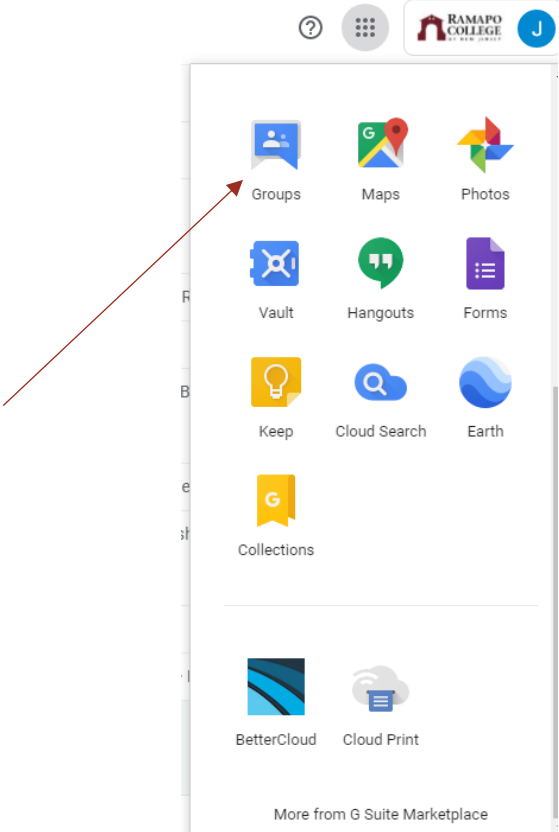 RAMAPO
COLLEGE
OF NEW JERSEY
J
G
Groups Maps Photos
R
Vault Hangouts Forms
B
Keep Cloud Search Earth
e
G
sh
Collections
BetterCloud Cloud Print
More from G Suite Marketplace